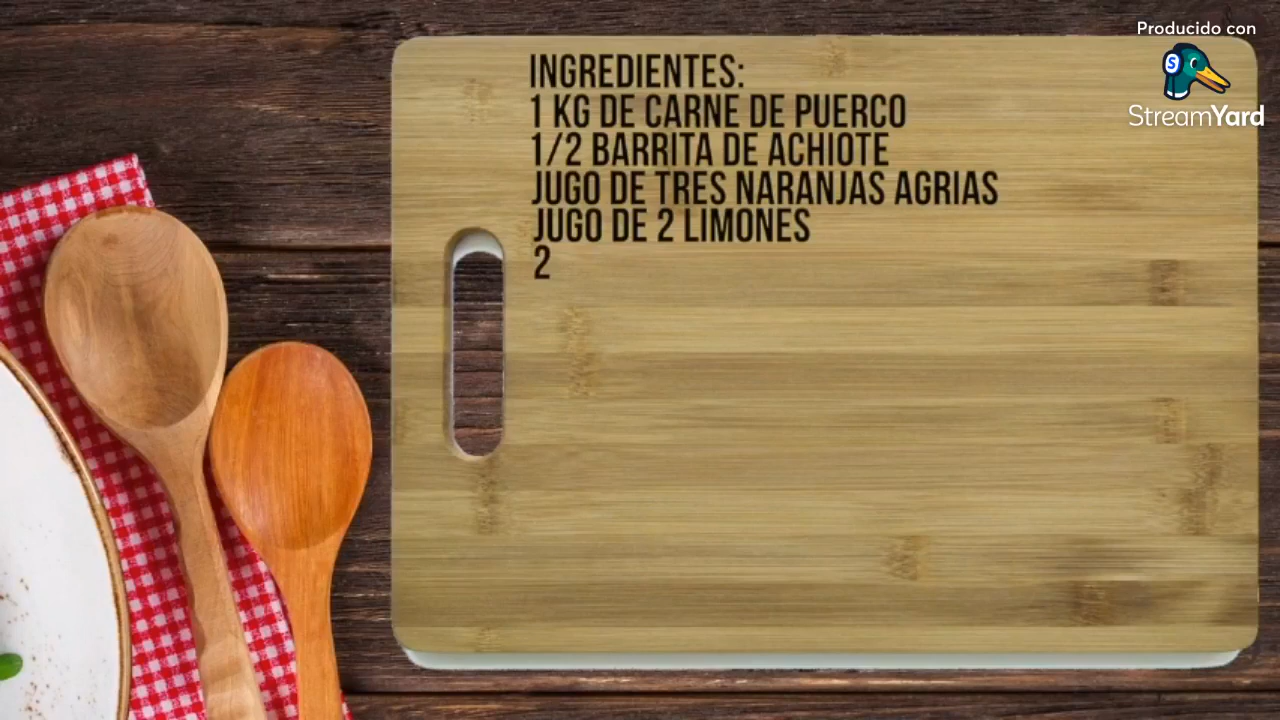 Producido con
StreamYard
INGREDIENTES:
1 KG DE CARNE DE PUERCO
1/2 BARRITA DE ACHIOTE
JUGO DE TRES NARANJAS AGRIAS
JUGO DE 2 LIMONES
2